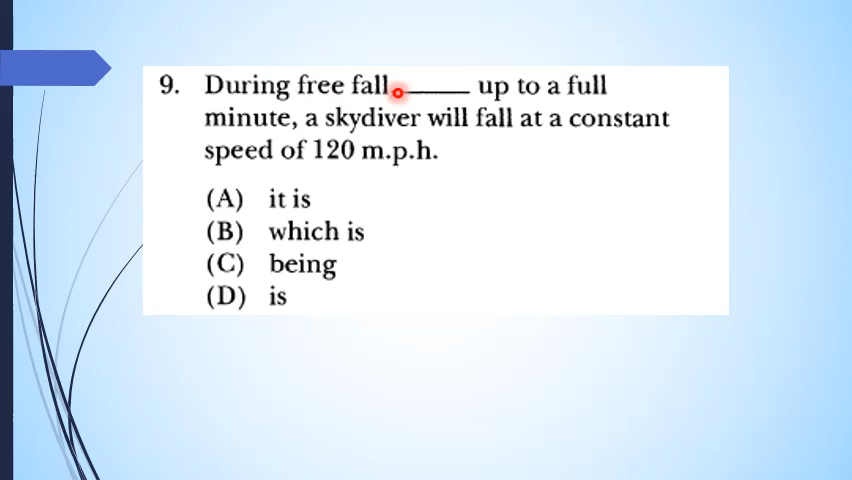 9. During free fall, ______ up to a full
minute, a skydiver will fall at a constant
speed of 120 m.p.h.
(A) it is
(B) which is
(C) being
(D) is